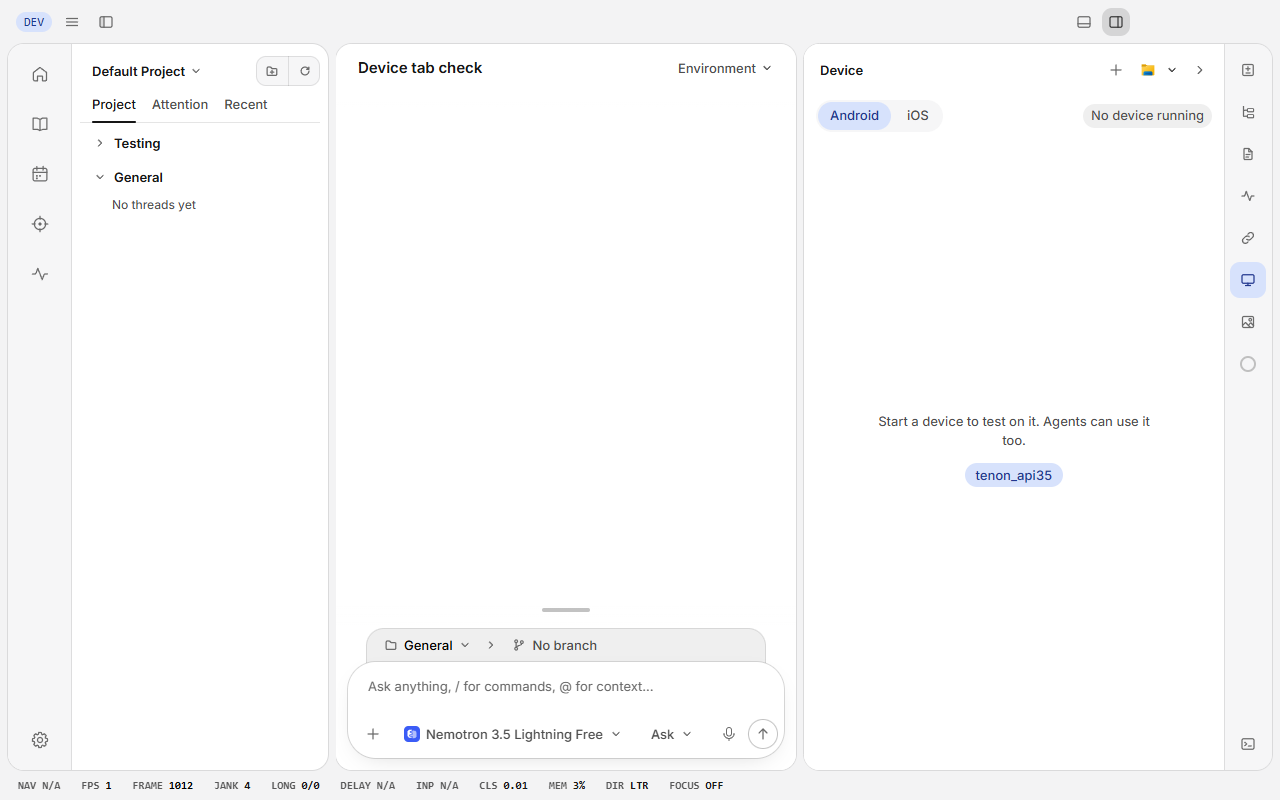 DEV
Default Project
Project Attention Recent
Testing
General
No threads yet
Device tab check
Environment
General
No branch
Ask anything, / for commands, @ for context...
Nemotron 3.5 Lightning Free
Ask
Device
Android iOS
No device running
Start a device to test on it. Agents can use it
too.
tenon_api35
NAV N/A FPS 1 FRAME 1012 JANK 4 LONG 0/0 DELAY N/A INP N/A CLS 0.01 MEM 3% DIR LTR FOCUS OFF